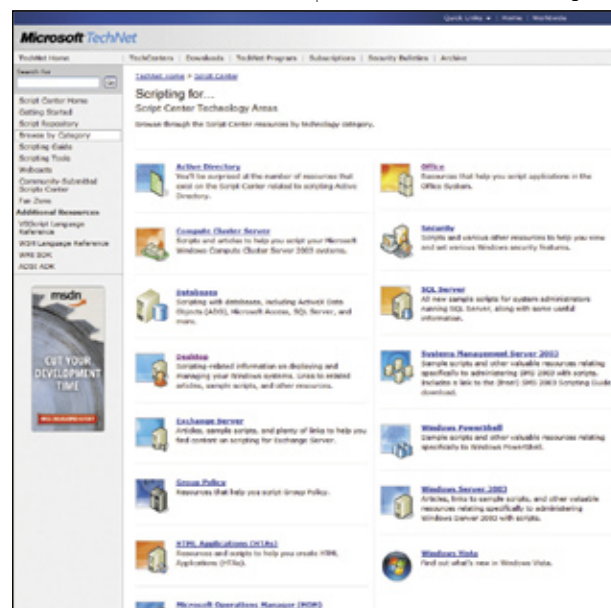 Quick Links | Home | Worldwide
Microsoft TechNet
TechNet Home
TechCenters | Downloads | TechNet Program | Subscriptions | Security Bulletins | Archive
Search for
Go
Script Center Home
Getting Started
Script Repository
Browse by Category
Scripting Guide
Scripting Tools
Webcasts
Community-Submitted
Scripts Center
Fan Zone
Additional Resources
VBScript Language
Reference
WSH Language Reference
WMI SDK
ADSI
msdn
CUT YOUR
DEVELOPMENT
TIME
TechNet Home > Script Center
Scripting for...
Script Center Technology Areas
Browse through the Script Center resources by technology category.
Active Directory
You'll be surprised at the number of resources that
exist on the Script Center related to scripting Active
Directory.
Compute Cluster Server
Scripts and articles to help you script your Microsoft
Windows Compute Cluster Server 2003 systems.
Databases
Scripting with databases, including ActiveX Data
Objects (ADO), Microsoft Access, SQL Server, and
more.
Desktop
Scripting-related information on deploying and
managing your Windows systems. Links to related
articles, sample scripts, and other resources.
Exchange Server
Articles, sample scripts, and plenty of links to help you
find content on scripting for Exchange Server.
Group Policy
Resources that help you script Group Policy.
HTML Applications (HTAs)
Resources and scripts to help you create HTML
Applications (HTAs).
Microsoft Operations Manager (MOM)
Office
Resources that help you script applications in the
Office System.
Security
Scripts and various other resources to help you view
and set various Windows security features.
SQL Server
All new sample scripts for system administrators
running SQL Server, along with some useful
information.
Systems Management Server 2003
Sample scripts and other valuable resources relating
specifically to administering SMS 2003 with scripts.
Includes a link to the (free!) SMS 2003 Scripting Guide
download.
Windows PowerShell
Sample scripts and other valuable resources relating
specifically to Windows PowerShell.
Windows Server 2003
Articles, links to sample scripts, and other valuable
resources relating specifically to administering
Windows Server 2003 with scripts.
Windows Vista
Find out what's new in Windows Vista.